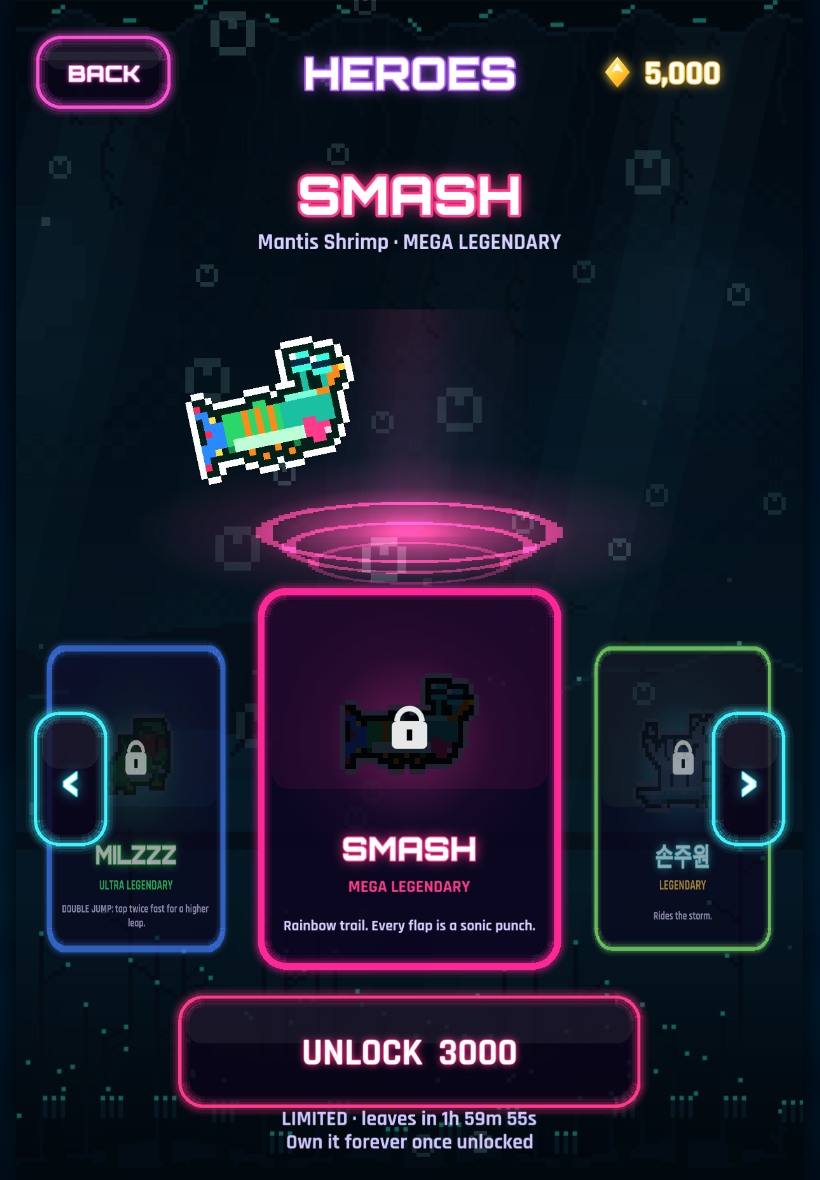 BACK
HEROES
5,000
SMASH
Mantis Shrimp · MEGA LEGENDARY
<
>
MILZZZ
ULTRA LEGENDARY
DOUBLE JUMP: tap twice fast for a higher
leap.
SMASH
MEGA LEGENDARY
Rainbow trail. Every flap is a sonic punch.
손주원
LEGENDARY
Rides the storm.
UNLOCK 3000
LIMITED · leaves in 1h 59m 55s
Own it forever once unlocked